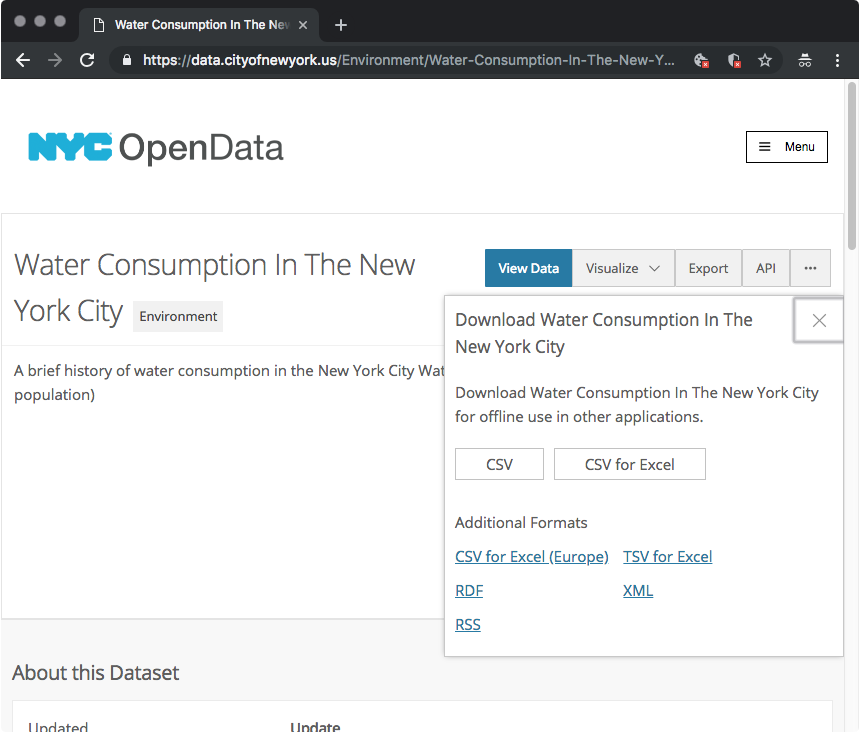 Water Consumption In The Nev
https://data.cityofnewyork.us/Environment/Water-Consumption-In-The-New-Y...
NYC OpenData
Menu
Water Consumption In The New
York City Environment
View Data Visualize Export API ...
A brief history of water consumption in the New York City Wat
population)
Download Water Consumption In The
New York City
Download Water Consumption In The New York City
for offline use in other applications.
CSV CSV for Excel
Additional Formats
CSV for Excel (Europe) TSV for Excel
RDF XML
RSS
About this Dataset
Updated Update